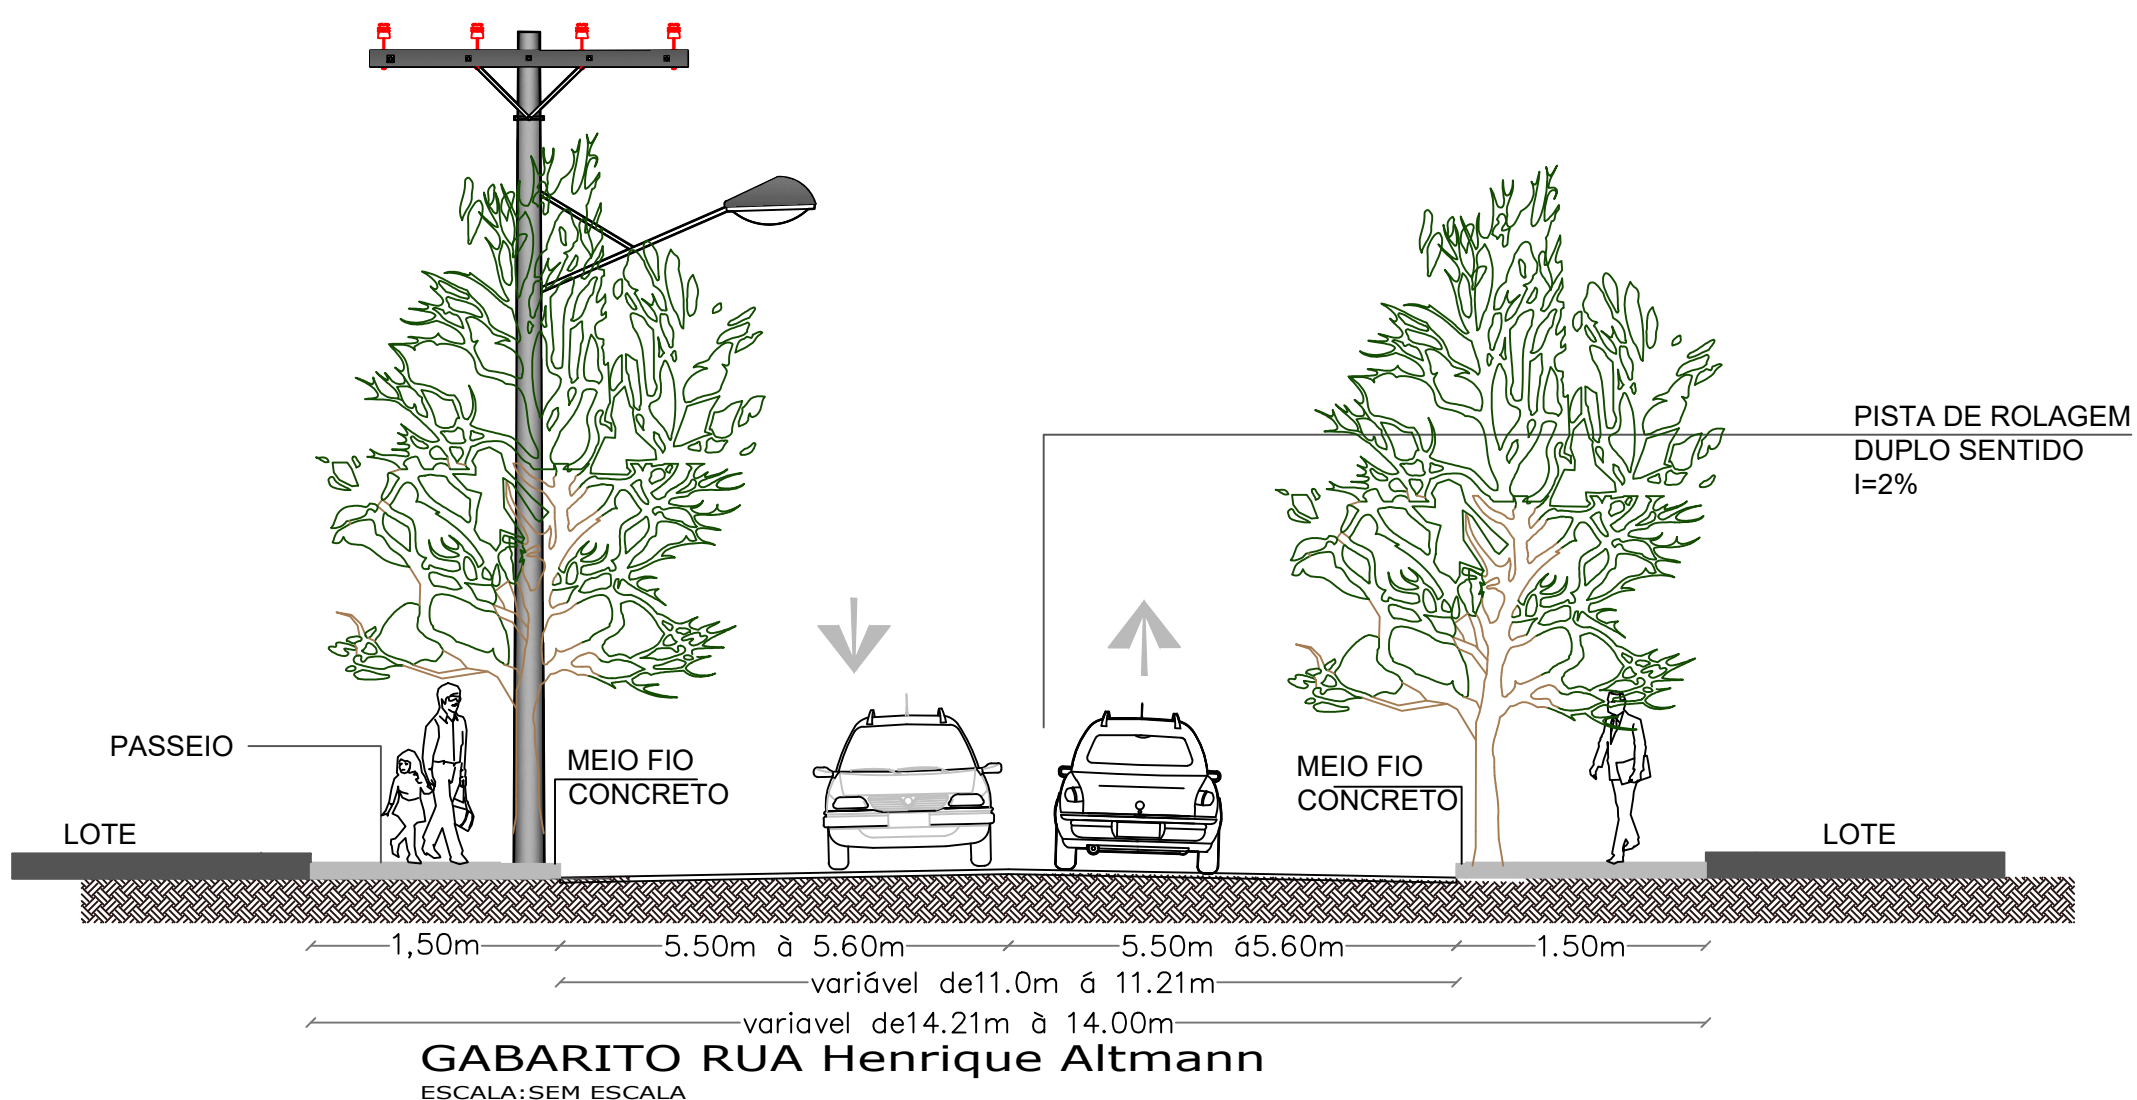 PISTA DE ROLAGEM
DUPLO SENTIDO
I=2%
PASSEIO
MEIO FIO
CONCRETO
MEIO FIO
CONCRETO
LOTE
LOTE
1,50m
5.50m à 5.60m
5.50m á5.60m
1.50m
variável de11.0m á 11.21m
variavel de14.21m à 14.00m
GABARITO RUA Henrique Altmann
ESCALA:SEM ESCALA